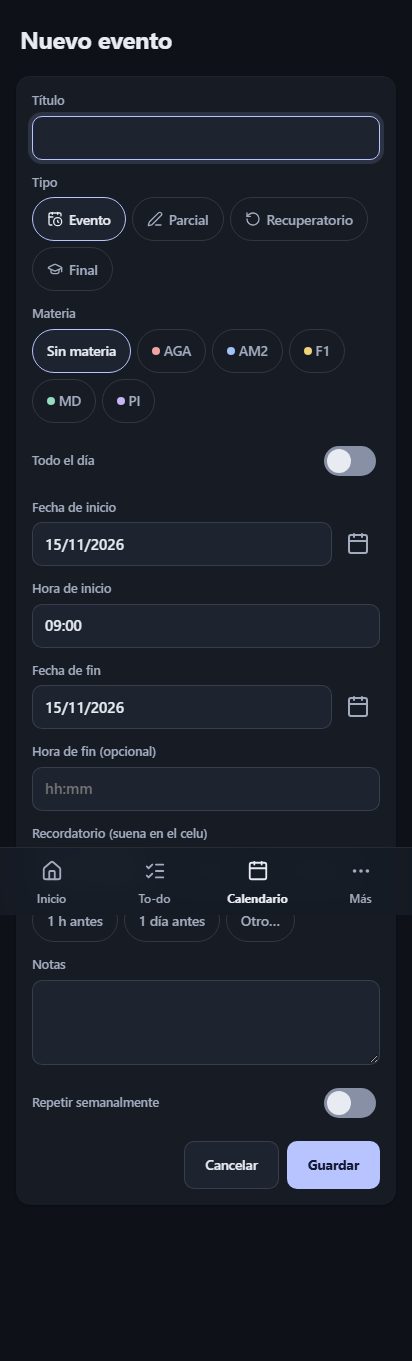 Nuevo evento
Título
Tipo
Evento
Parcial
Recuperatorio
Final
Materia
Sin materia
AGA
AM2
F1
MD
PI
Todo el día
Fecha de inicio
15/11/2026
Hora de inicio
09:00
Fecha de fin
15/11/2026
Hora de fin (opcional)
hh:mm
Recordatorio (suena en el celu)
Inicio
To-do
Calendario
Más
1 h antes
1 día antes
Otro...
Notas
Repetir semanalmente
Cancelar
Guardar